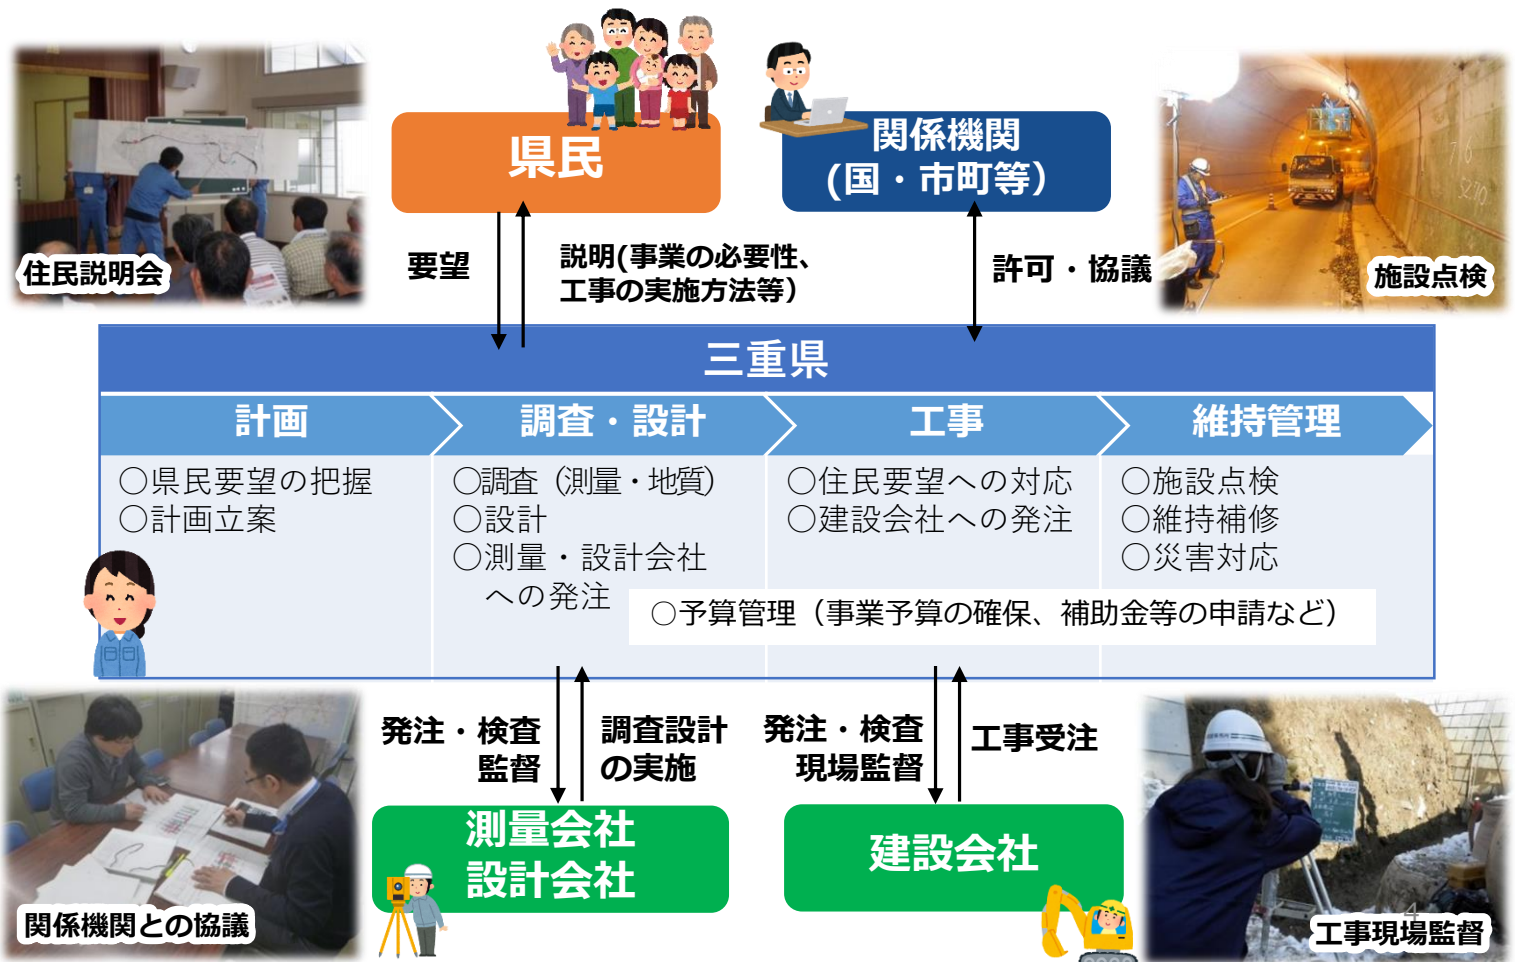 県民
関係機関
(国・市町等）
住民説明会
要望
説明(事業の必要性、
工事の実施方法等）
許可・協議
施設点検
三重県
計画
調査・設計
工事
維持管理
○県民要望の把握
○計画立案
○調査（測量・地質）
○設計
○測量・設計会社
への発注
○住民要望への対応
○建設会社への発注
○施設点検
○維持補修
○災害対応
○予算管理（事業予算の確保、補助金等の申請など）
発注・検査
監督
調査設計
の実施
発注・検査
現場監督
工事受注
測量会社
設計会社
建設会社
関係機関との協議
工事現場監督
4